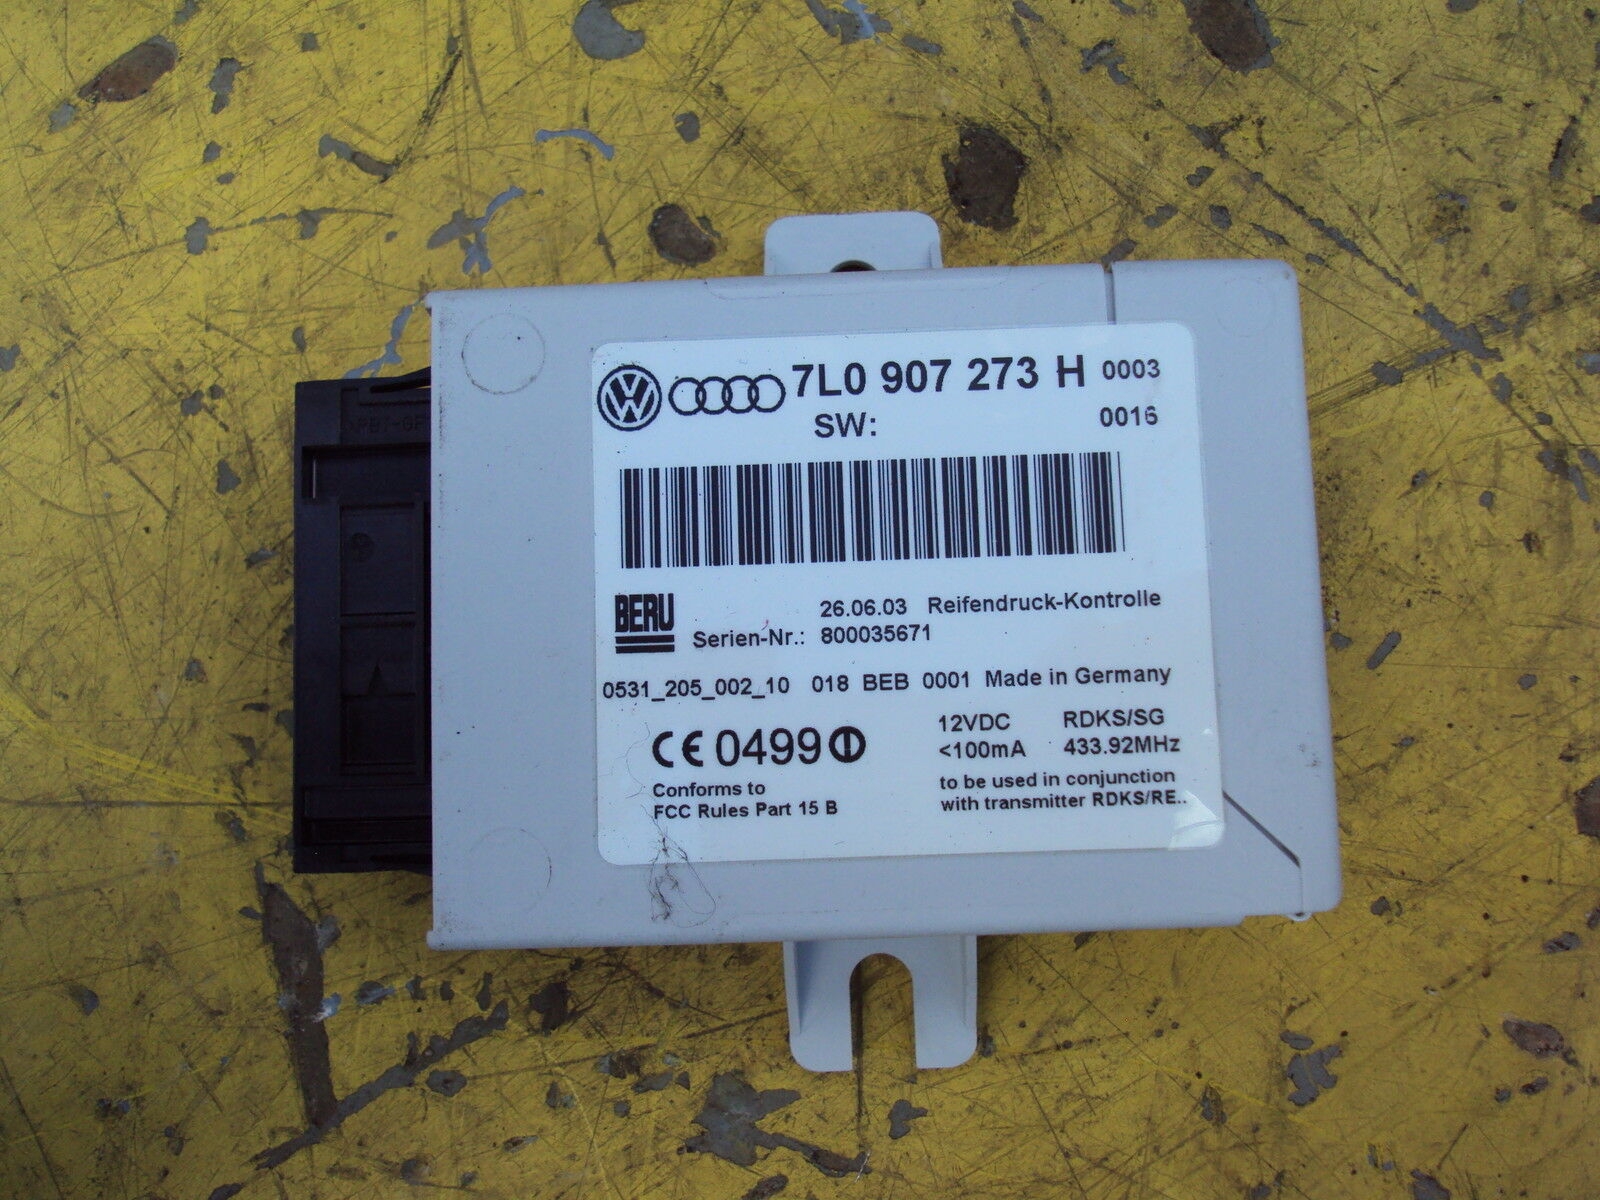 7L0 907 273 H 0003
SW: 0016
BERU
26.06.03 Reifendruck-Kontrolle
Serien-Nr.: 800035671
0531_205_002_10 018 BEB 0001 Made in Germany
CE 0499
12VDC RDKS/SG
<100mA 433.92MHz
Conforms to
FCC Rules Part 15 B
to be used in conjunction
with transmitter RDKS/RE..